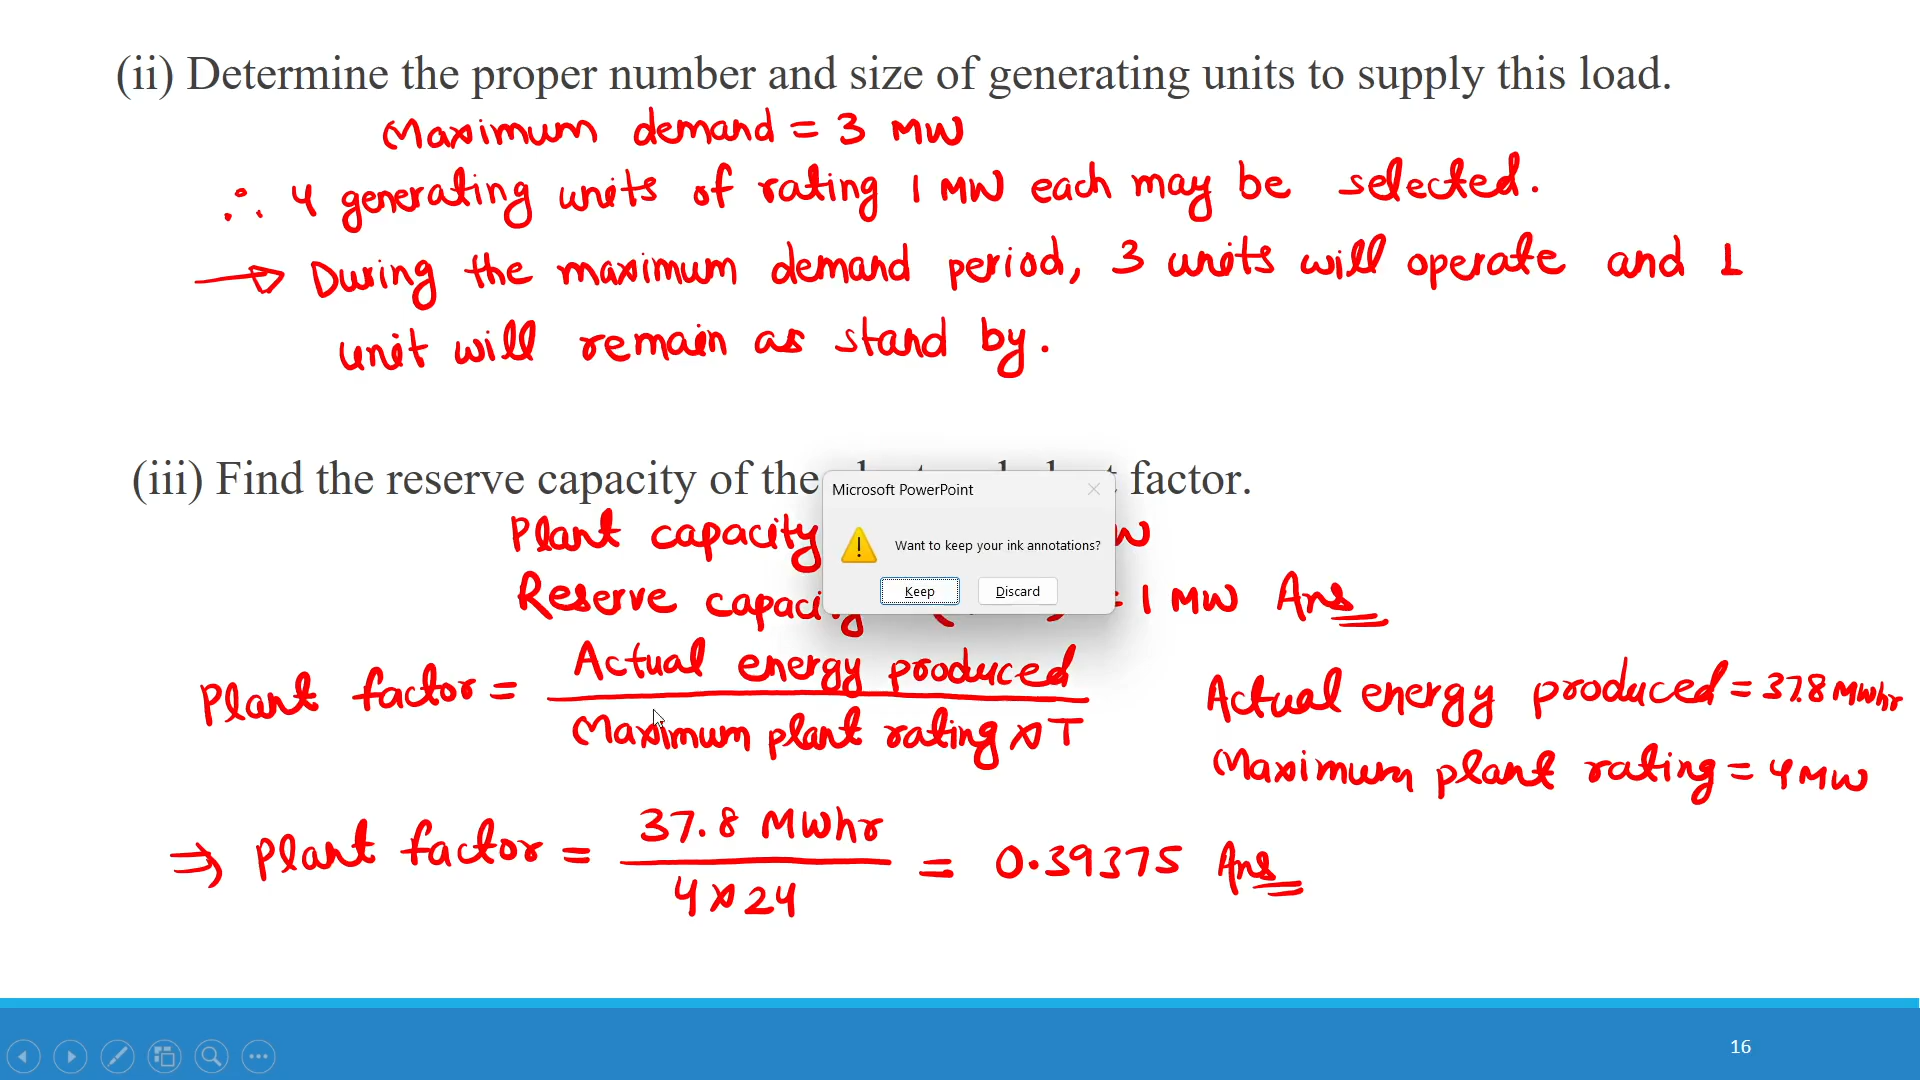 (ii) Determine the proper number and size of generating units to supply this load.
Maximum demand = 3 MW
∴ 4 generating units of rating 1 MW each may be selected.
→ During the maximum demand period, 3 units will operate and 1
unit will remain as stand by.
(iii) Find the reserve capacity of the factor.
Microsoft PowerPoint
Want to keep your ink annotations?
Keep Discard
Plant capacity
Reserve = 1 MW Ans
Plant factor = Actual energy produced
Maximum plant rating × T
Actual energy produced = 37.8 MWhr
Maximum plant rating = 4 MW
⇒ Plant factor = 37.8 MWhr
4 × 24
= 0.39375 Ans
16